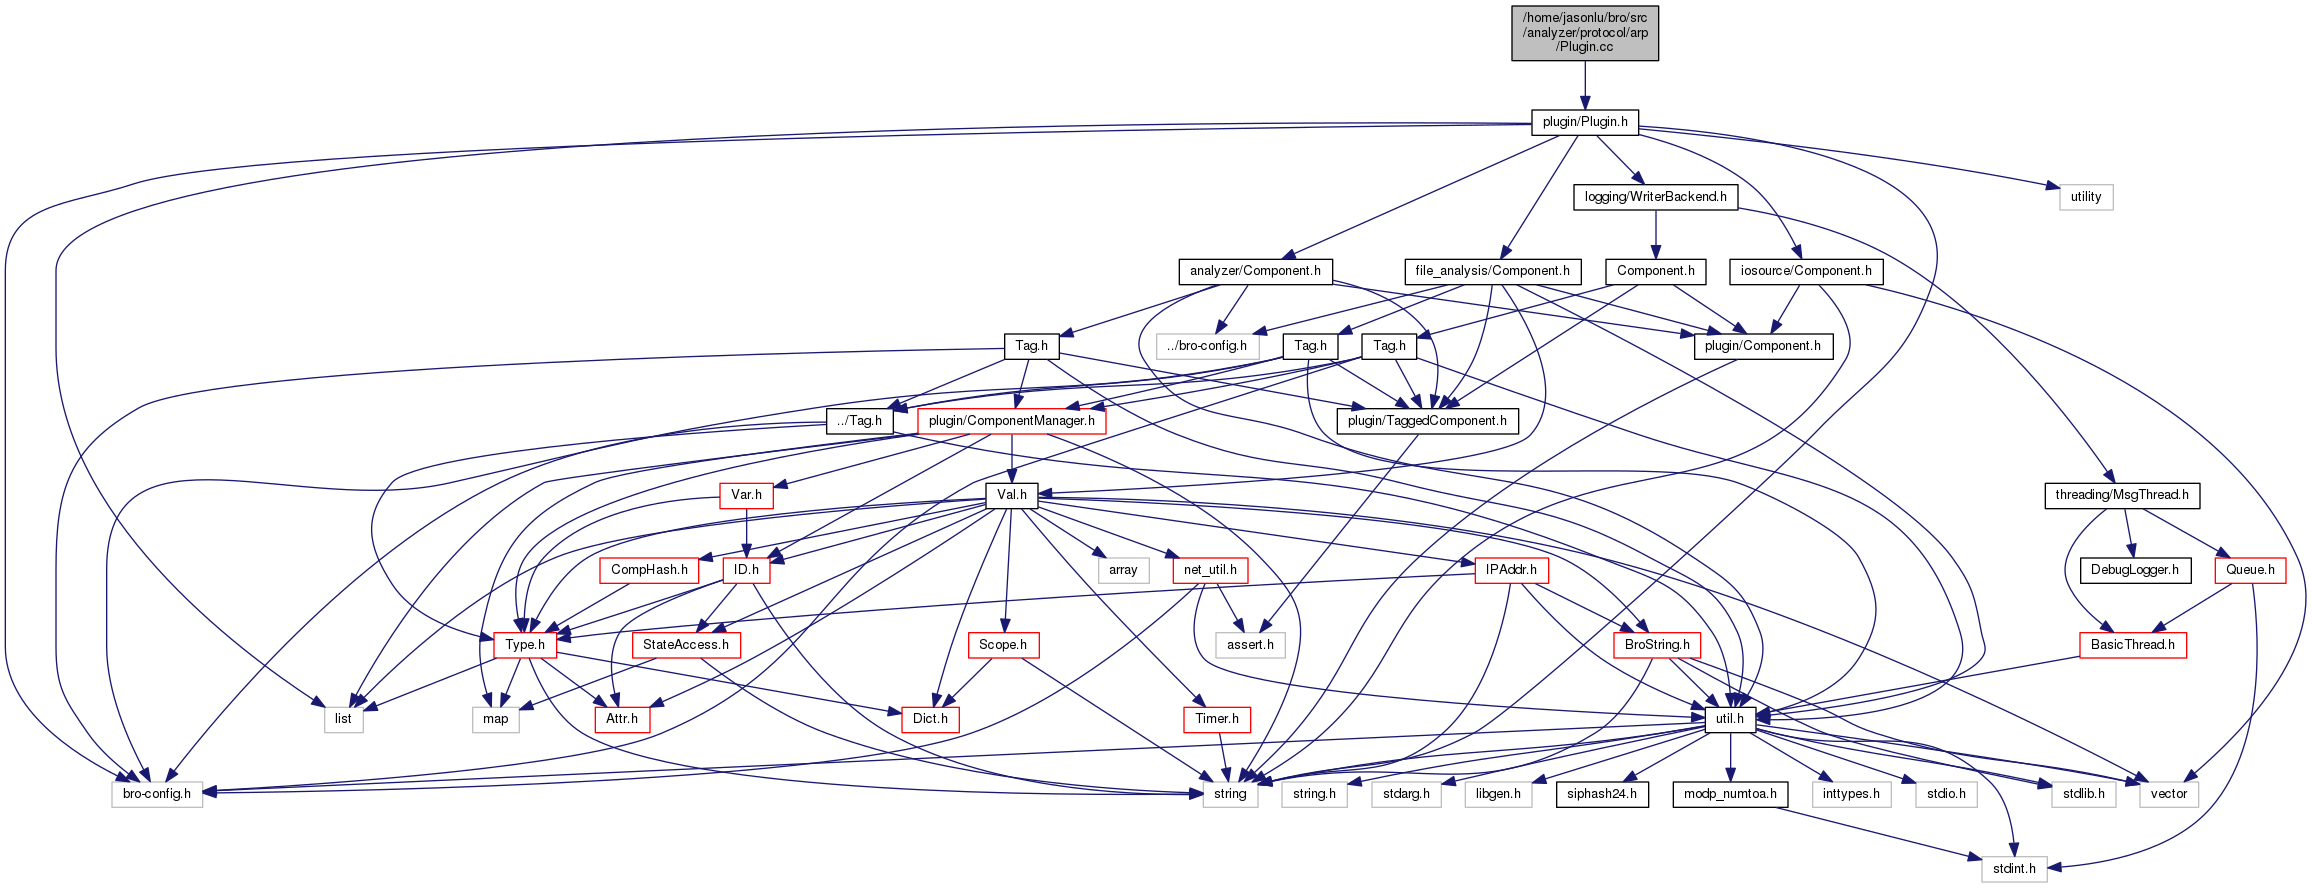 /home/jasonlu/bro/src
/analyzer/protocol/arp
/Plugin.cc
plugin/Plugin.h
logging/WriterBackend.h
utility
analyzer/Component.h
file_analysis/Component.h
Component.h
iosource/Component.h
Tag.h
../bro-config.h
Tag.h
Tag.h
plugin/Component.h
../Tag.h
plugin/ComponentManager.h
plugin/TaggedComponent.h
Var.h
Val.h
threading/MsgThread.h
CompHash.h
ID.h
array
net_util.h
IPAddr.h
DebugLogger.h
Queue.h
Type.h
StateAccess.h
Scope.h
assert.h
BroString.h
BasicThread.h
list
map
Attr.h
Dict.h
Timer.h
util.h
bro-config.h
string
string.h
stdarg.h
libgen.h
siphash24.h
modp_numtoa.h
inttypes.h
stdio.h
stdlib.h
vector
stdint.h